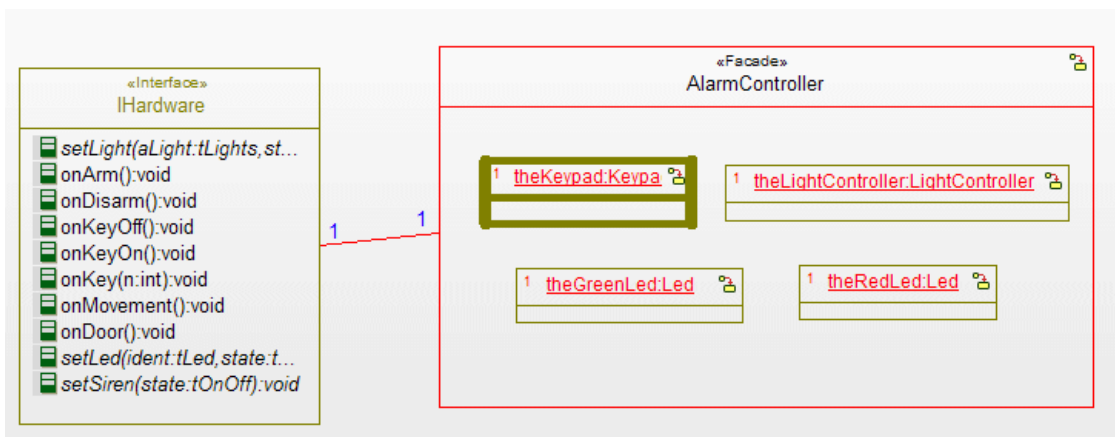 «Interface»
IHardware
setLight(aLight:tLights,st...
onArm():void
onDisarm():void
onKeyOff():void
onKeyOn():void
onKey(n:int):void
onMovement():void
onDoor():void
setLed(ident:tLed,state:t...
setSiren(state:tOnOff):void
1
1
«Facade»
AlarmController
1 theKeypad:Keypa
1 theLightController:LightController
1 theGreenLed:Led
1 theRedLed:Led